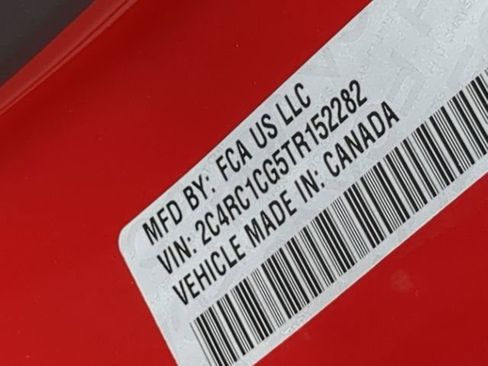 MFD BY: FCA US LLC
VIN: 2C4RC1CG5TR152282
VEHICLE MADE IN: CANADA